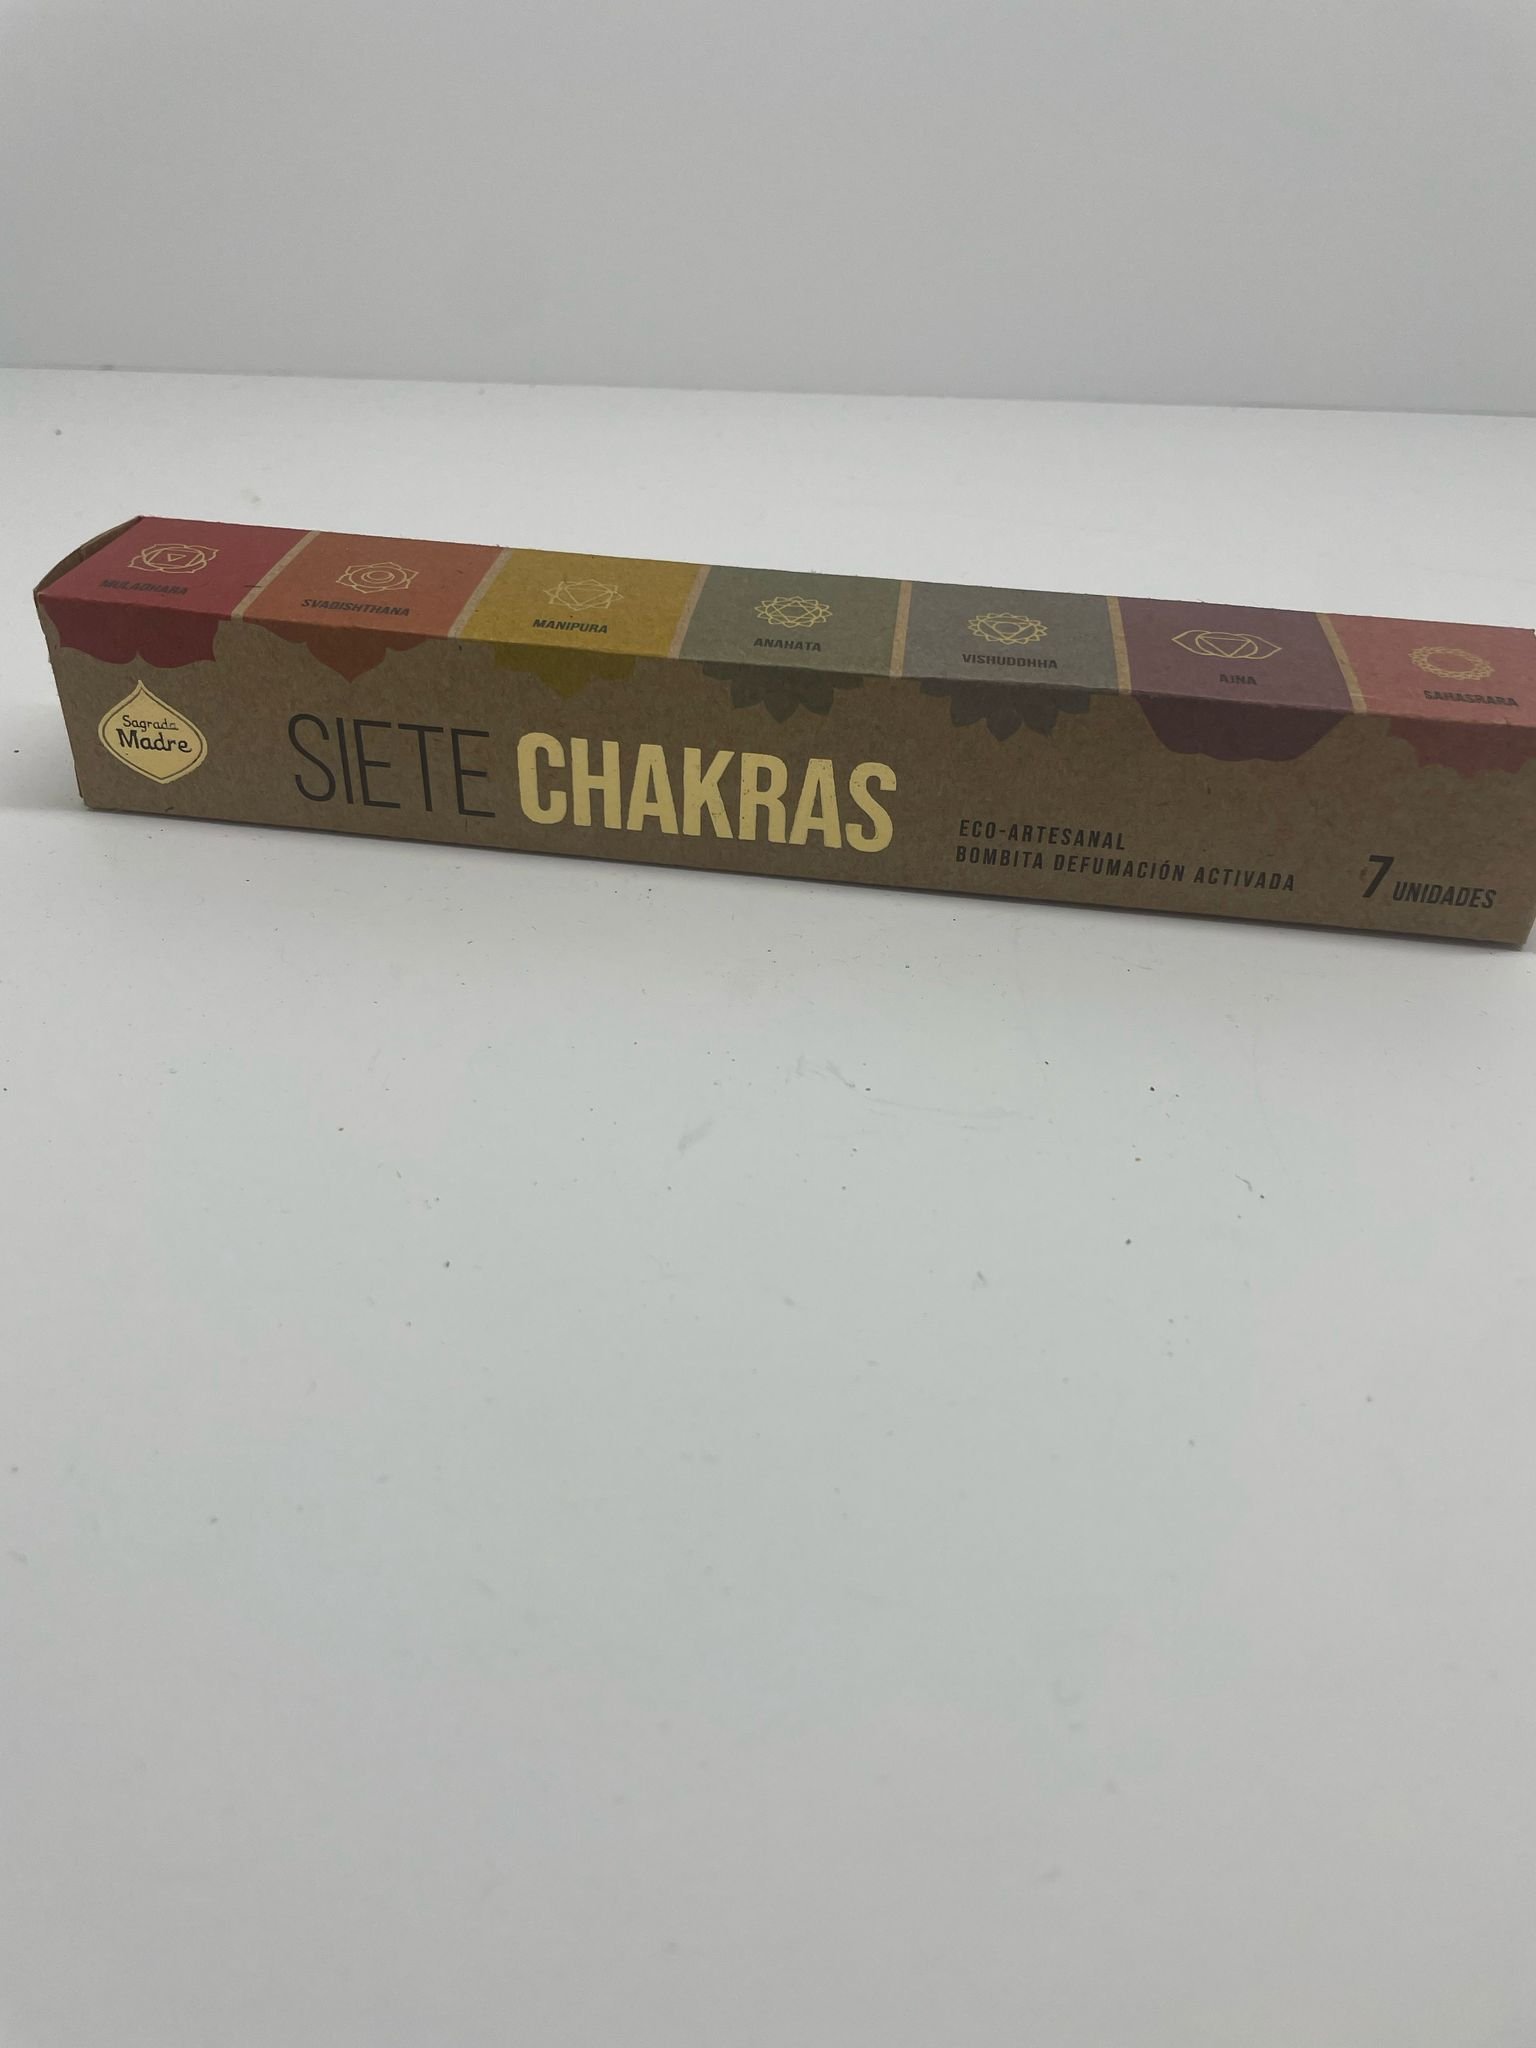 MULADHARA
SVADISHTHANA
MANIPURA
ANAHATA
VISHUDDHHA
AJNA
SAHASRARA
Sagrada
Madre
SIETE CHAKRAS
ECO-ARTESANAL
BOMBITA DEFUMACIÓN ACTIVADA
7 UNIDADES